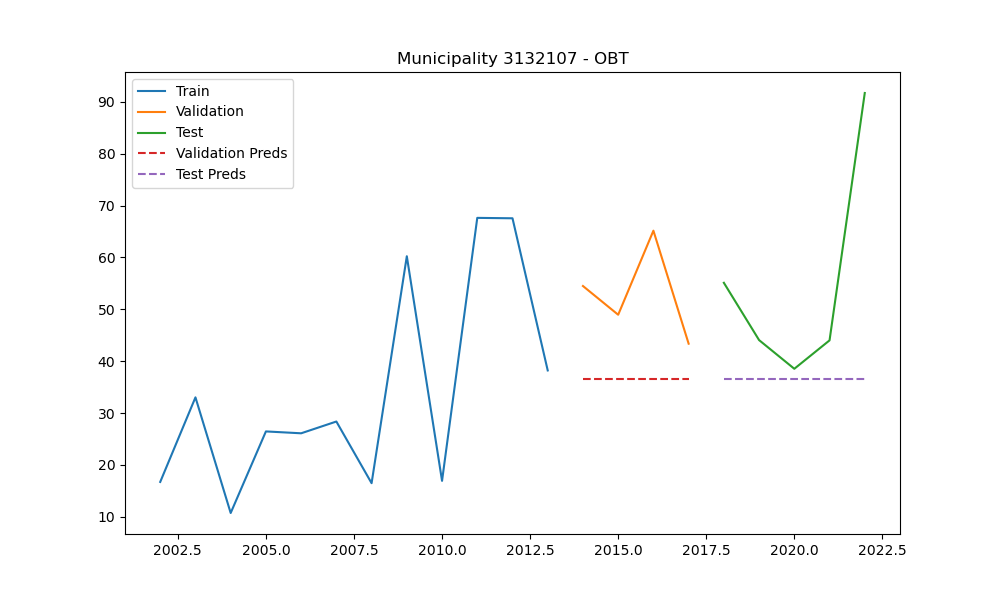 Municipality 3132107 - OBT
Train
Validation
Test
Validation Preds
Test Preds
90
80
70
60
50
40
30
20
10
2002.5 2005.0 2007.5 2010.0 2012.5 2015.0 2017.5 2020.0 2022.5